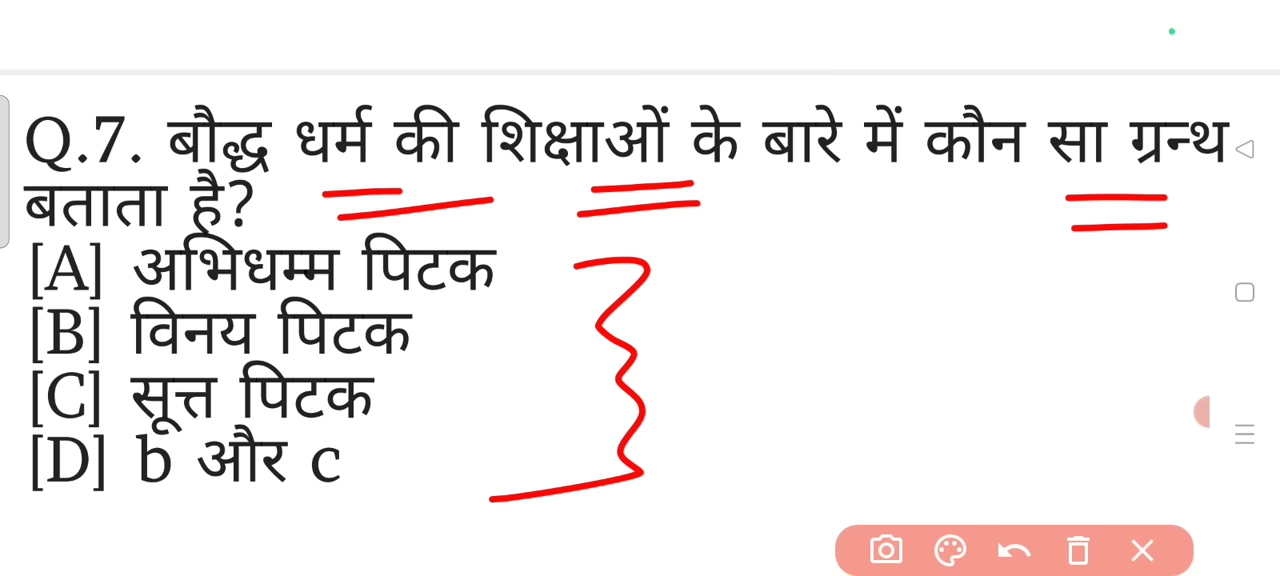 Q.7. बौद्ध धर्म की शिक्षाओं के बारे में कौन सा ग्रन्थ
बताता है?
[A] अभिधम्म पिटक
[B] विनय पिटक
[C] सूत्त पिटक
[D] b और c